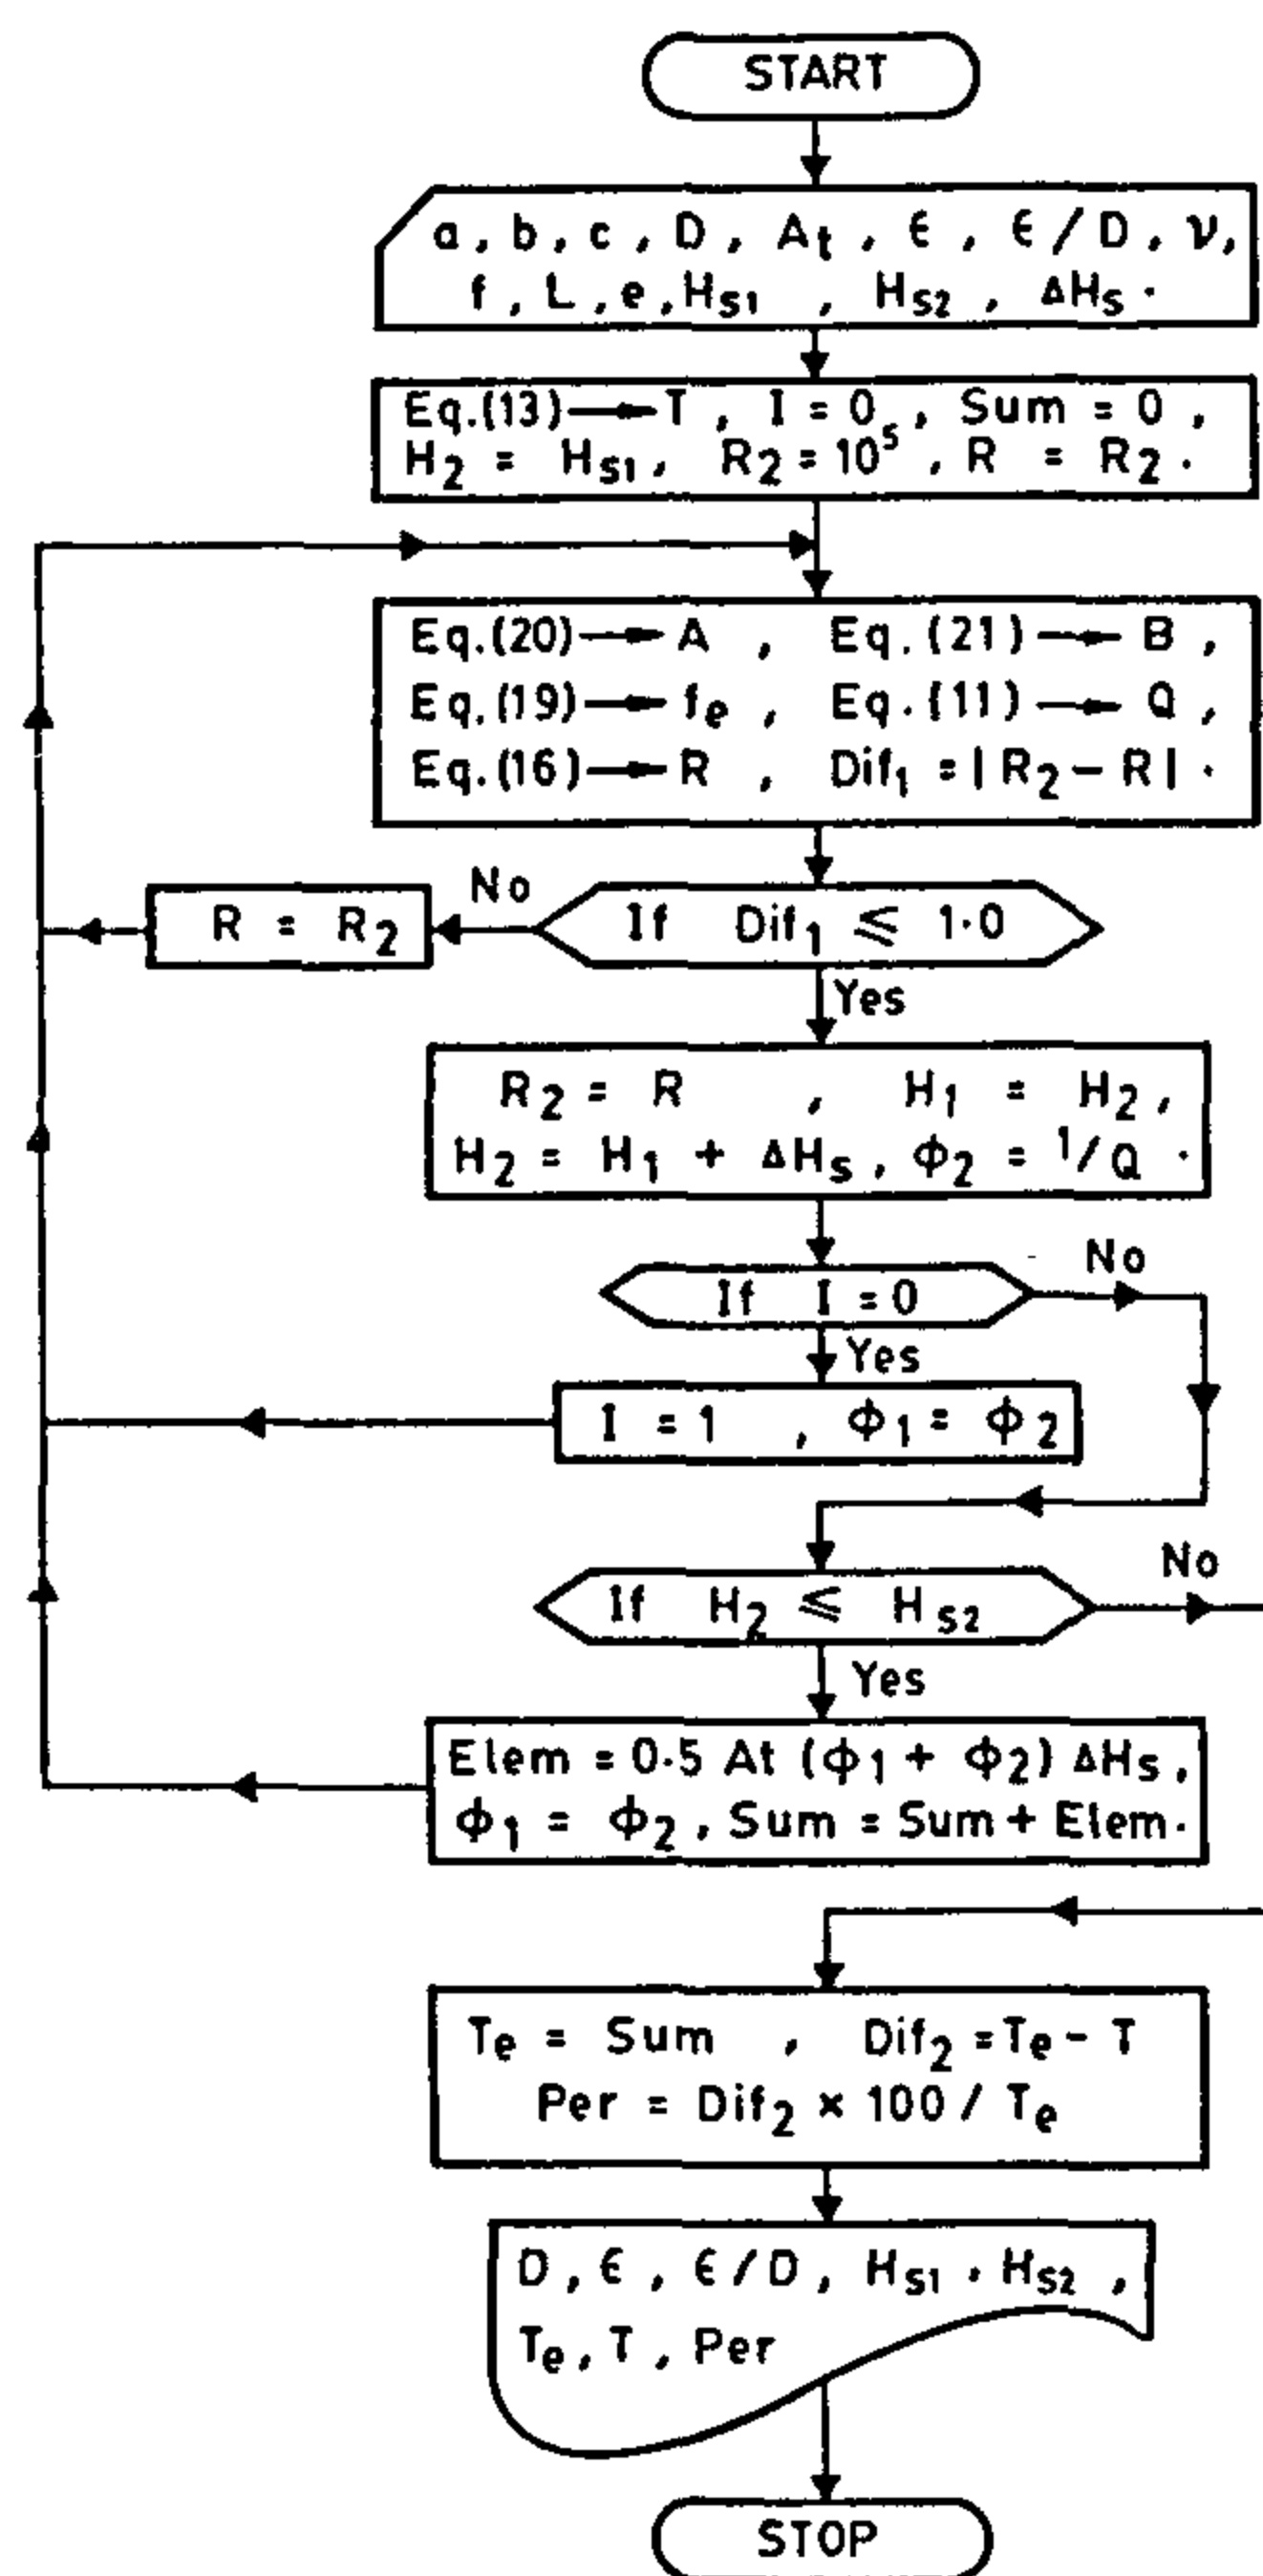 START
a, b, c, D, At, ϵ, ϵ/D, ν,
f, L, e, Hs1, Hs2, ΔHs.
Eq.(13)→T, I = 0, Sum = 0,
H2 = Hs1, R2 = 10^5, R = R2.
Eq.(20)→A, Eq.(21)→B,
Eq.(19)→fe, Eq.(11)→Q,
Eq.(16)→R, Dif1 = |R2 − R|.
No
R = R2
If Dif1 ≤ 1·0
Yes
R2 = R, H1 = H2,
H2 = H1 + ΔHs, ϕ2 = 1/Q.
If I = 0
No
Yes
I = 1, ϕ1 = ϕ2
If H2 ≤ Hs2
No
Yes
Elem = 0·5 At (ϕ1 + ϕ2) ΔHs,
ϕ1 = ϕ2, Sum = Sum + Elem.
Te = Sum, Dif2 = Te − T
Per = Dif2 × 100 / Te
D, ϵ, ϵ/D, Hs1, Hs2,
Te, T, Per
STOP